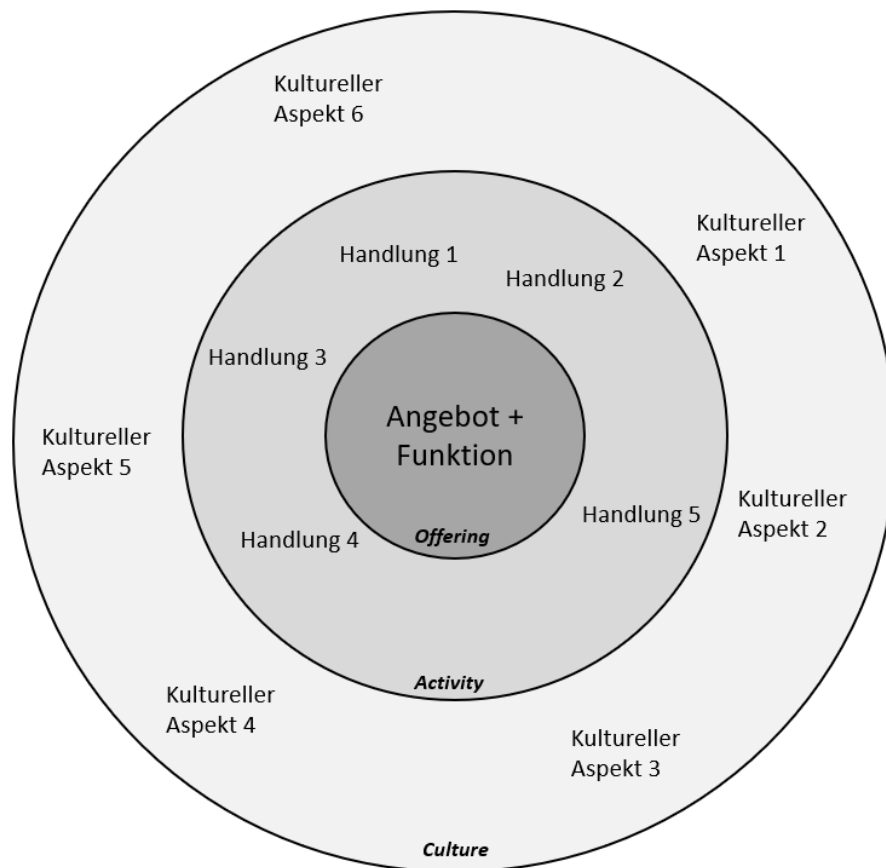 Kultureller
Aspekt 6
Kultureller
Aspekt 1
Handlung 1
Handlung 2
Handlung 3
Angebot +
Funktion
Kultureller
Aspekt 5
Kultureller
Aspekt 2
Handlung 5
Handlung 4
Offering
Activity
Kultureller
Aspekt 4
Kultureller
Aspekt 3
Culture